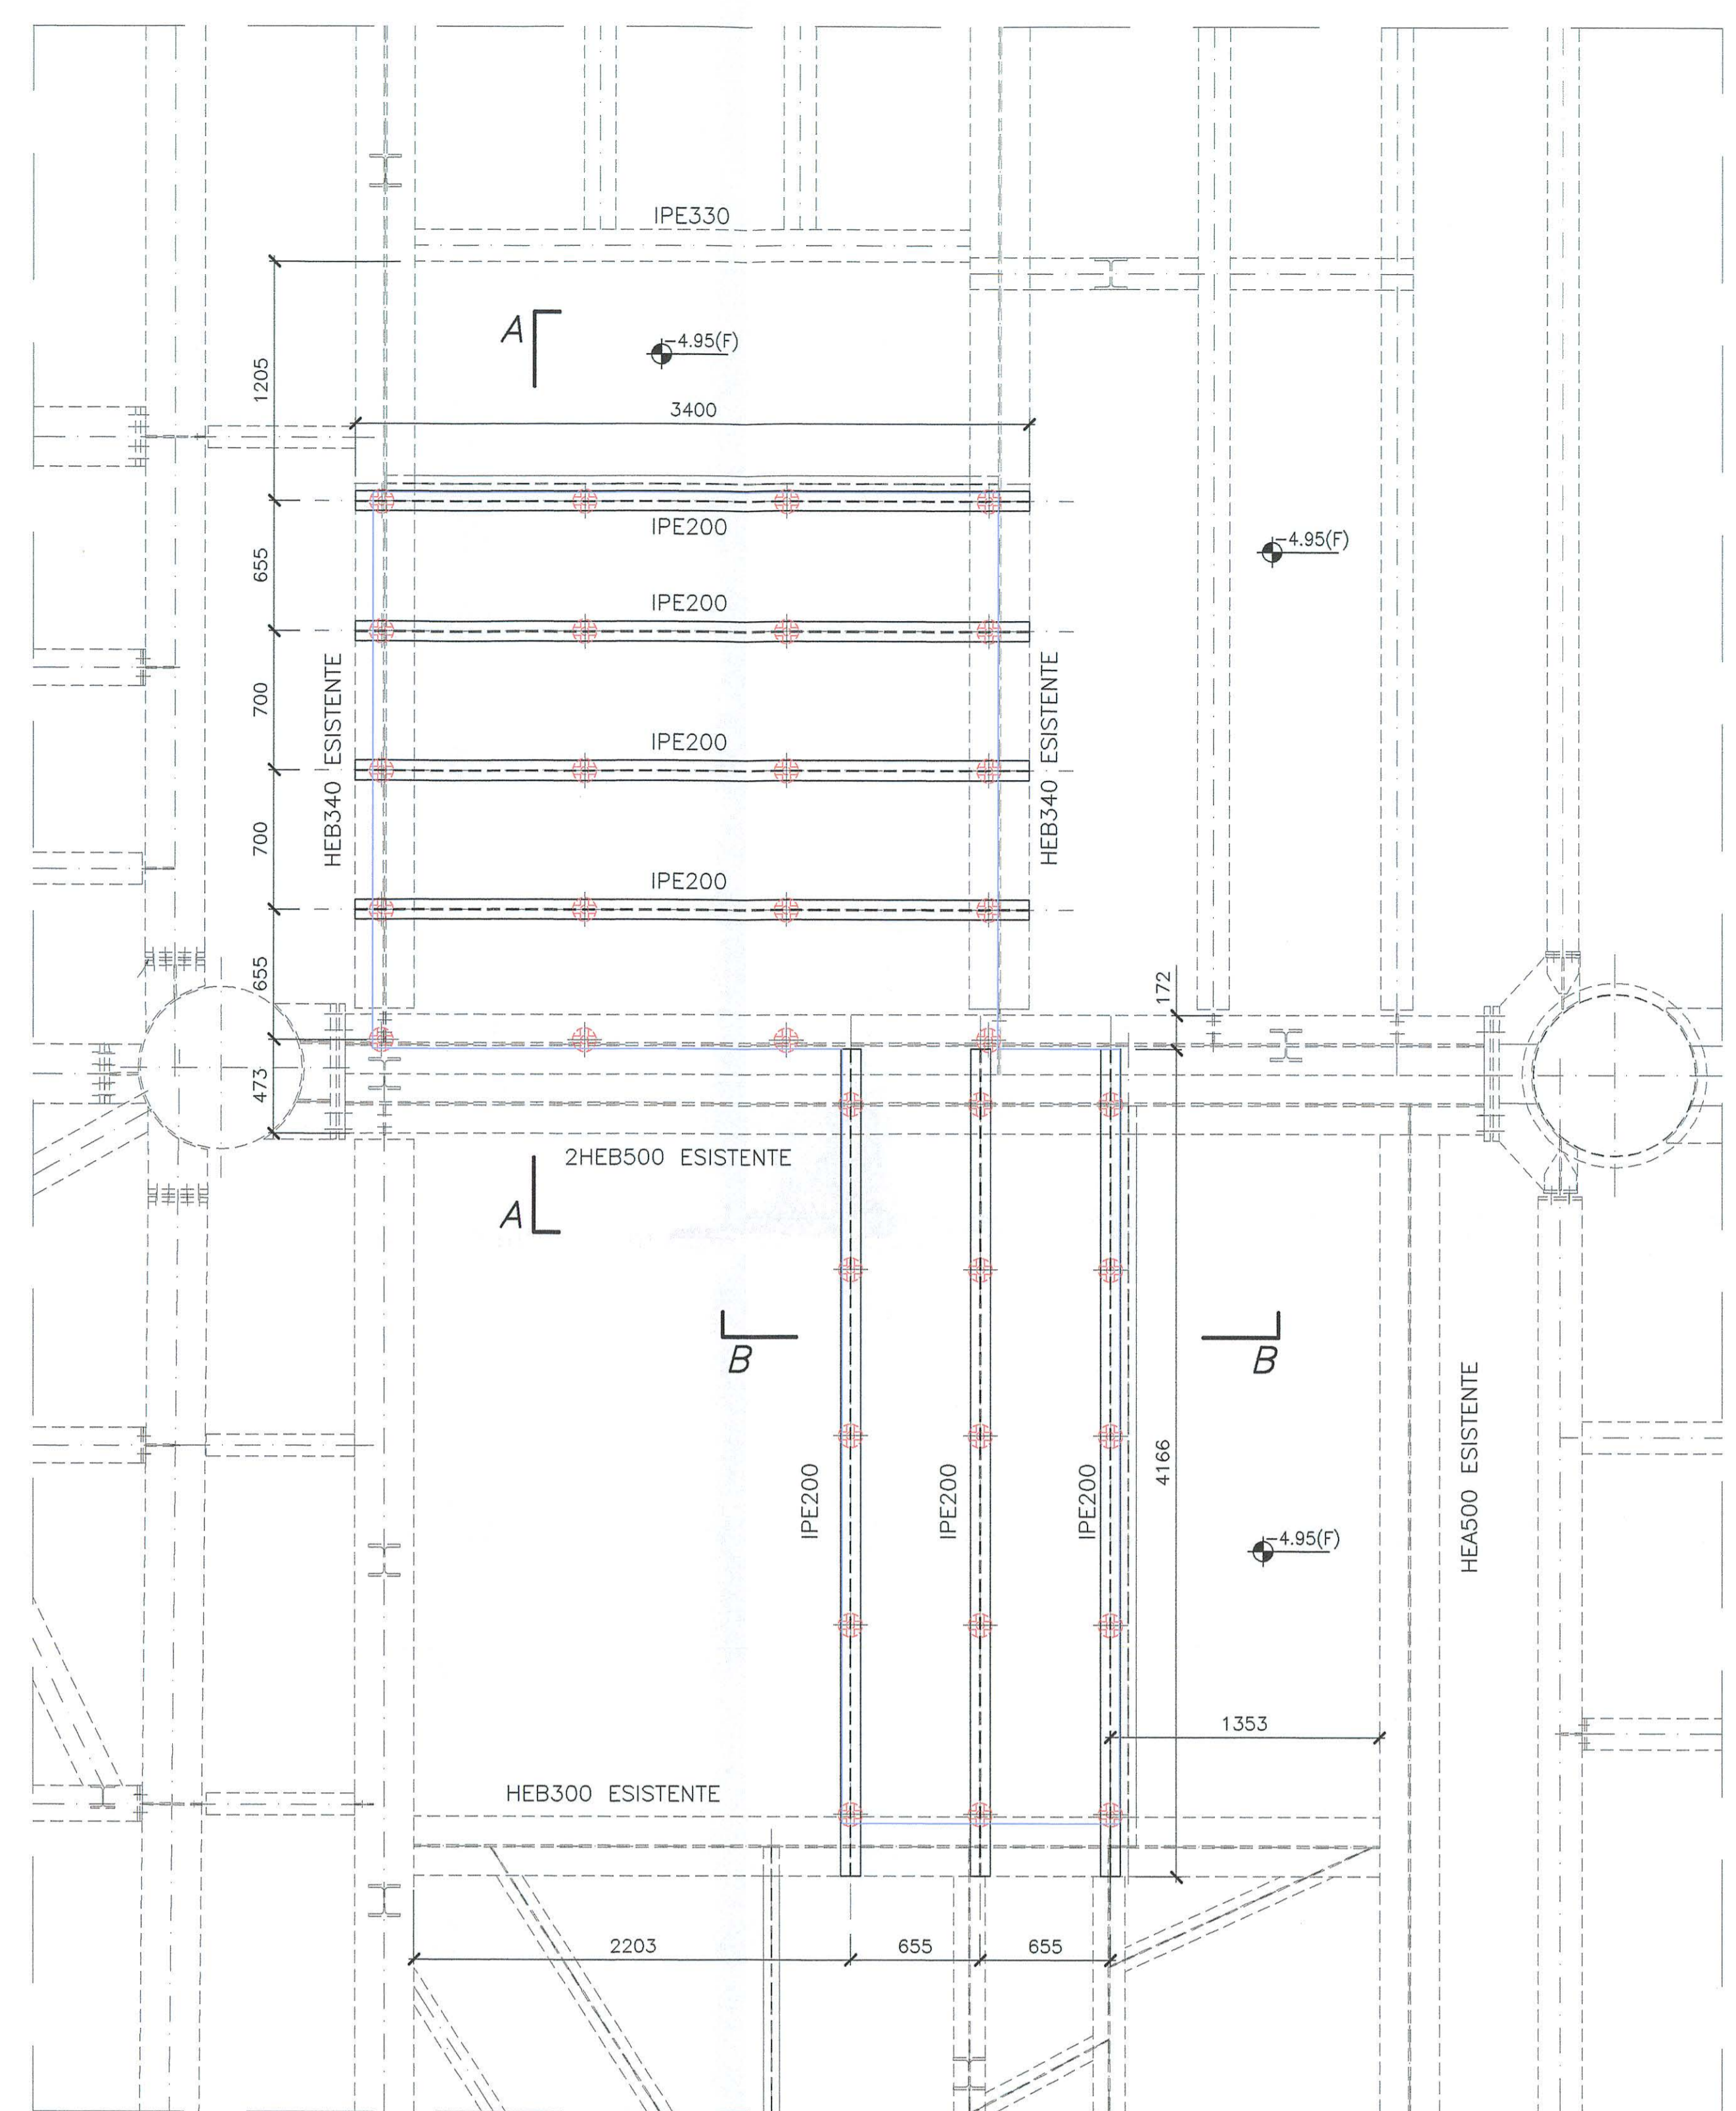 IPE330
A
-4.95(F)
1205
3400
IPE200
-4.95(F)
655
IPE200
HEB340 ESISTENTE
HEB340 ESISTENTE
700
IPE200
700
IPE200
655
172
473
2HEB500 ESISTENTE
A
B
B
HEA500 ESISTENTE
4166
IPE200
IPE200
IPE200
-4.95(F)
1353
HEB300 ESISTENTE
2203
655
655